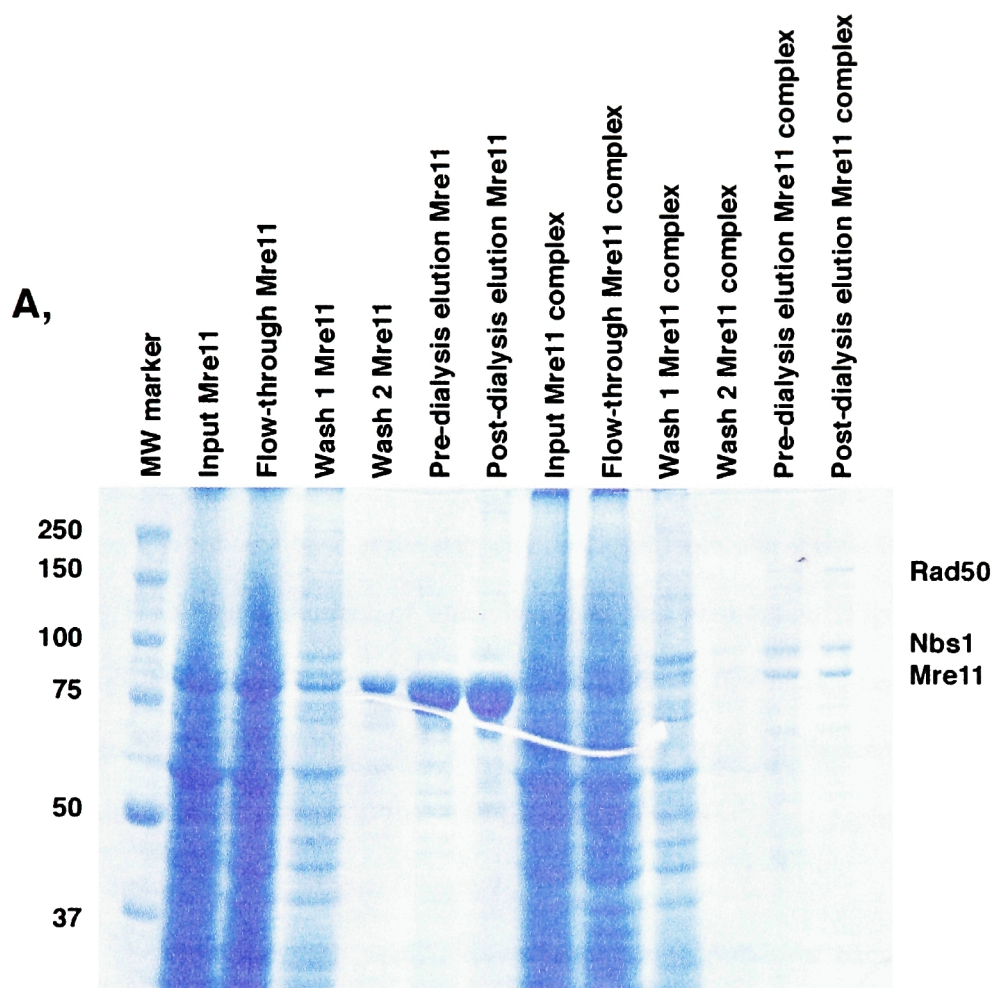 A,
MW marker
Input Mre11
Flow-through Mre11
Wash 1 Mre11
Wash 2 Mre11
Pre-dialysis elution Mre11
Post-dialysis elution Mre11
Input Mre11 complex
Flow-through Mre11 complex
Wash 1 Mre11 complex
Wash 2 Mre11 complex
Pre-dialysis elution Mre11 complex
Post-dialysis elution Mre11 complex
250
150
100
75
50
37
Rad50
Nbs1
Mre11